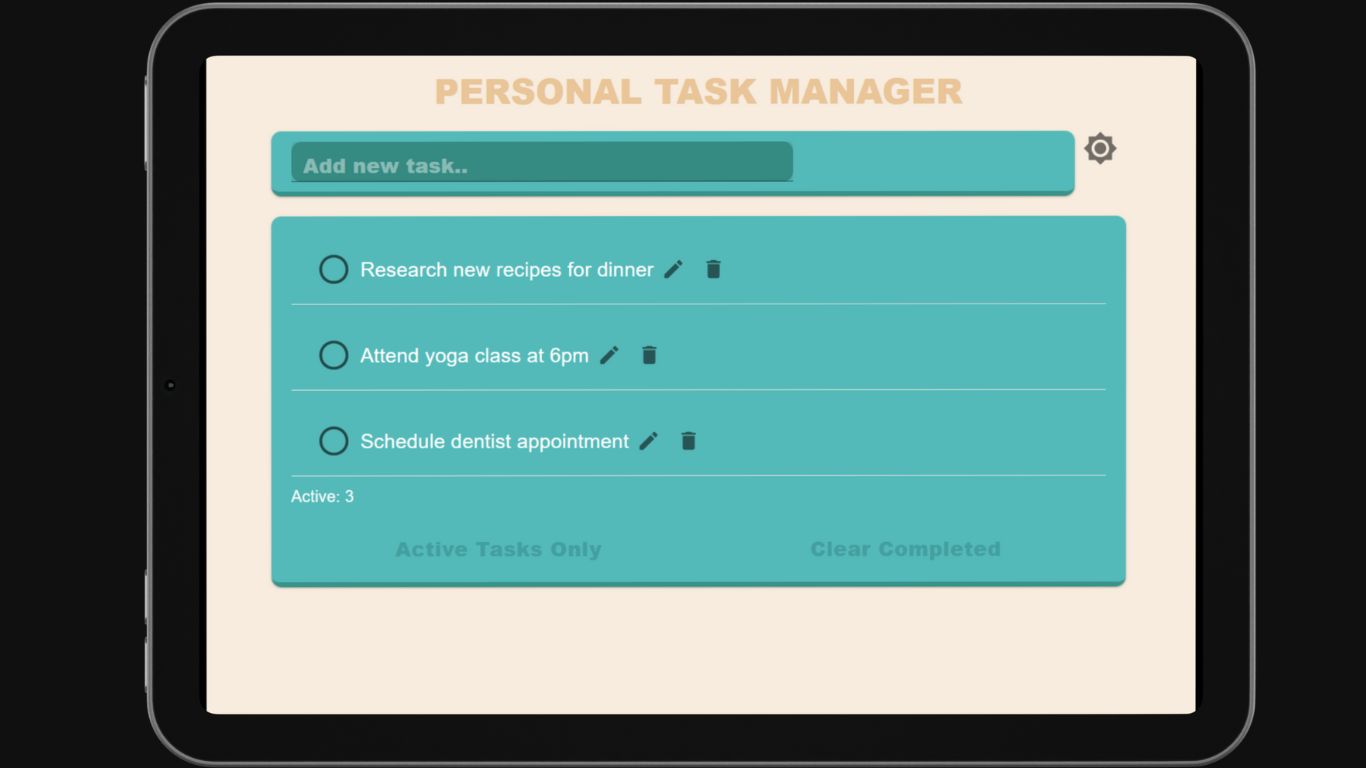 PERSONAL TASK MANAGER
Add new task..
Research new recipes for dinner
Attend yoga class at 6pm
Schedule dentist appointment
Active: 3
Active Tasks Only
Clear Completed